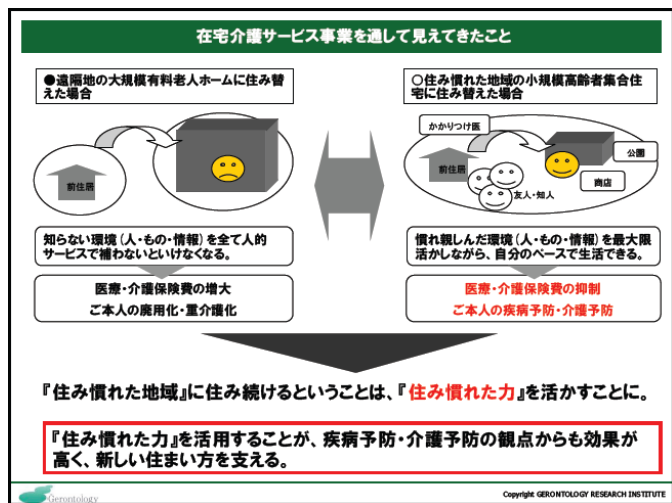 在宅介護サービス事業を通して見えてきたこと
●遠隔地の大規模有料老人ホームに住み替
えた場合
○住み慣れた地域の小規模高齢者集合住
宅に住み替えた場合
前住居
かかりつけ医
前住居
公園
商店
友人・知人
知らない環境(人・もの・情報)を全て人的
サービスで補わないといけなくなる。
慣れ親しんだ環境(人・もの・情報)を最大限
活かしながら、自分のペースで生活できる。
医療・介護保険費の増大
ご本人の廃用化・重介護化
医療・介護保険費の抑制
ご本人の疾病予防・介護予防
『住み慣れた地域』に住み続けるということは、『住み慣れた力』を活かすことに。
『住み慣れた力』を活用することが、疾病予防・介護予防の観点からも効果が
高く、新しい住まい方を支える。
Gerontology
Copyright GERONTOLOGY RESEARCH INSTITUTE